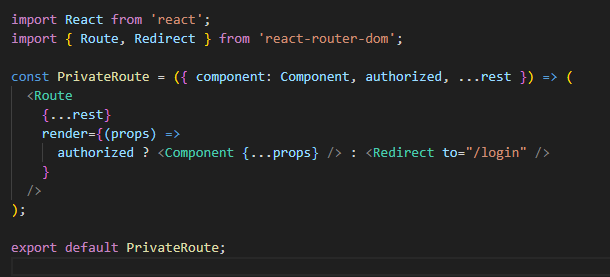 import React from 'react';
import { Route, Redirect } from 'react-router-dom';

const PrivateRoute = ({ component: Component, authorized, ...rest }) => (
  <Route
    {...rest}
    render={(props) =>
      authorized ? <Component {...props} /> : <Redirect to="/login" />
    }
  />
);

export default PrivateRoute;